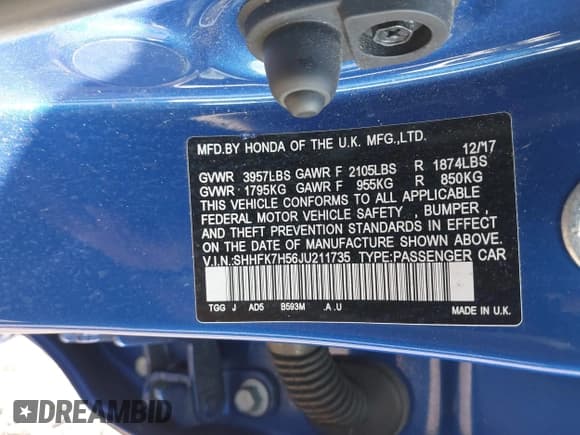 MFD.BY HONDA OF THE U.K. MFG.,LTD.
12/'17
GVWR 3957LBS GAWR F 2105LBS R 1874LBS
GVWR 1795KG GAWR F 955KG R 850KG
THIS VEHICLE CONFORMS TO ALL APPLICABLE
FEDERAL MOTOR VEHICLE SAFETY , BUMPER ,
AND THEFT PREVENTION STANDARDS IN EFFECT
ON THE DATE OF MANUFACTURE SHOWN ABOVE.
V.I.N.:SHHFK7H56JU211735 TYPE:PASSENGER CAR
TGG J AD5 B593M .A .U MADE IN U.K.
DREAMBID